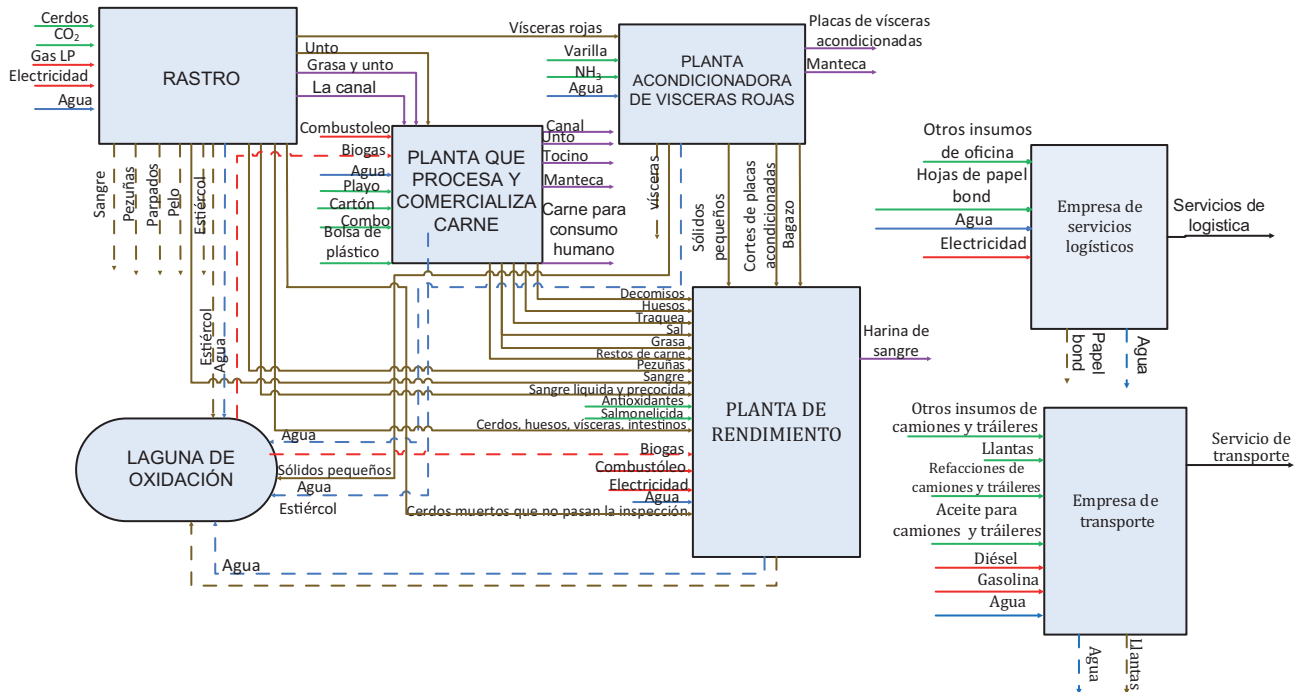 Cerdos
CO2
Gas LP
Electricidad
Agua
RASTRO
Vísceras rojas
Unto
Grasa y unto
La canal
Varilla
NH3
Agua
PLANTA
ACONDICIONADORA
DE VISCERAS ROJAS
Placas de vísceras
acondicionadas
Manteca
Combustoleo
Biogas
Agua
Playo
Cartón
Combo
Bolsa de
plástico
PLANTA QUE
PROCESA Y
COMERCIALIZA
CARNE
Canal
Unto
Tocino
Manteca
Carne para
consumo
humano
Sangre
Pezuñas
Parpados
Pelo
Estiércol
Estiércol
Agua
vísceras
Sólidos
pequeños
Cortes de placas
acondicionadas
Bagazo
Otros insumos
de oficina
Hojas de papel
bond
Agua
Electricidad
Empresa de
servicios
logísticos
Servicios de
logistica
Papel
bond
Agua
Decomisos
Huesos
Traquea
Sal
Grasa
Restos de carne
Pezuñas
Sangre
Sangre liquida y precocida
Antioxidantes
Salmonelicida
Cerdos, huesos, vísceras, intestinos
Biogas
Combustóleo
Electricidad
Agua
Cerdos muertos que no pasan la inspección
PLANTA DE
RENDIMIENTO
Harina de
sangre
LAGUNA DE
OXIDACIÓN
Agua
Sólidos pequeños
Agua
Estiércol
Agua
Otros insumos de
camiones y tráileres
Llantas
Refacciones de
camiones y tráileres
Aceite para
camiones y tráileres
Diésel
Gasolina
Agua
Empresa de
transporte
Servicio de
transporte
Agua
Llantas